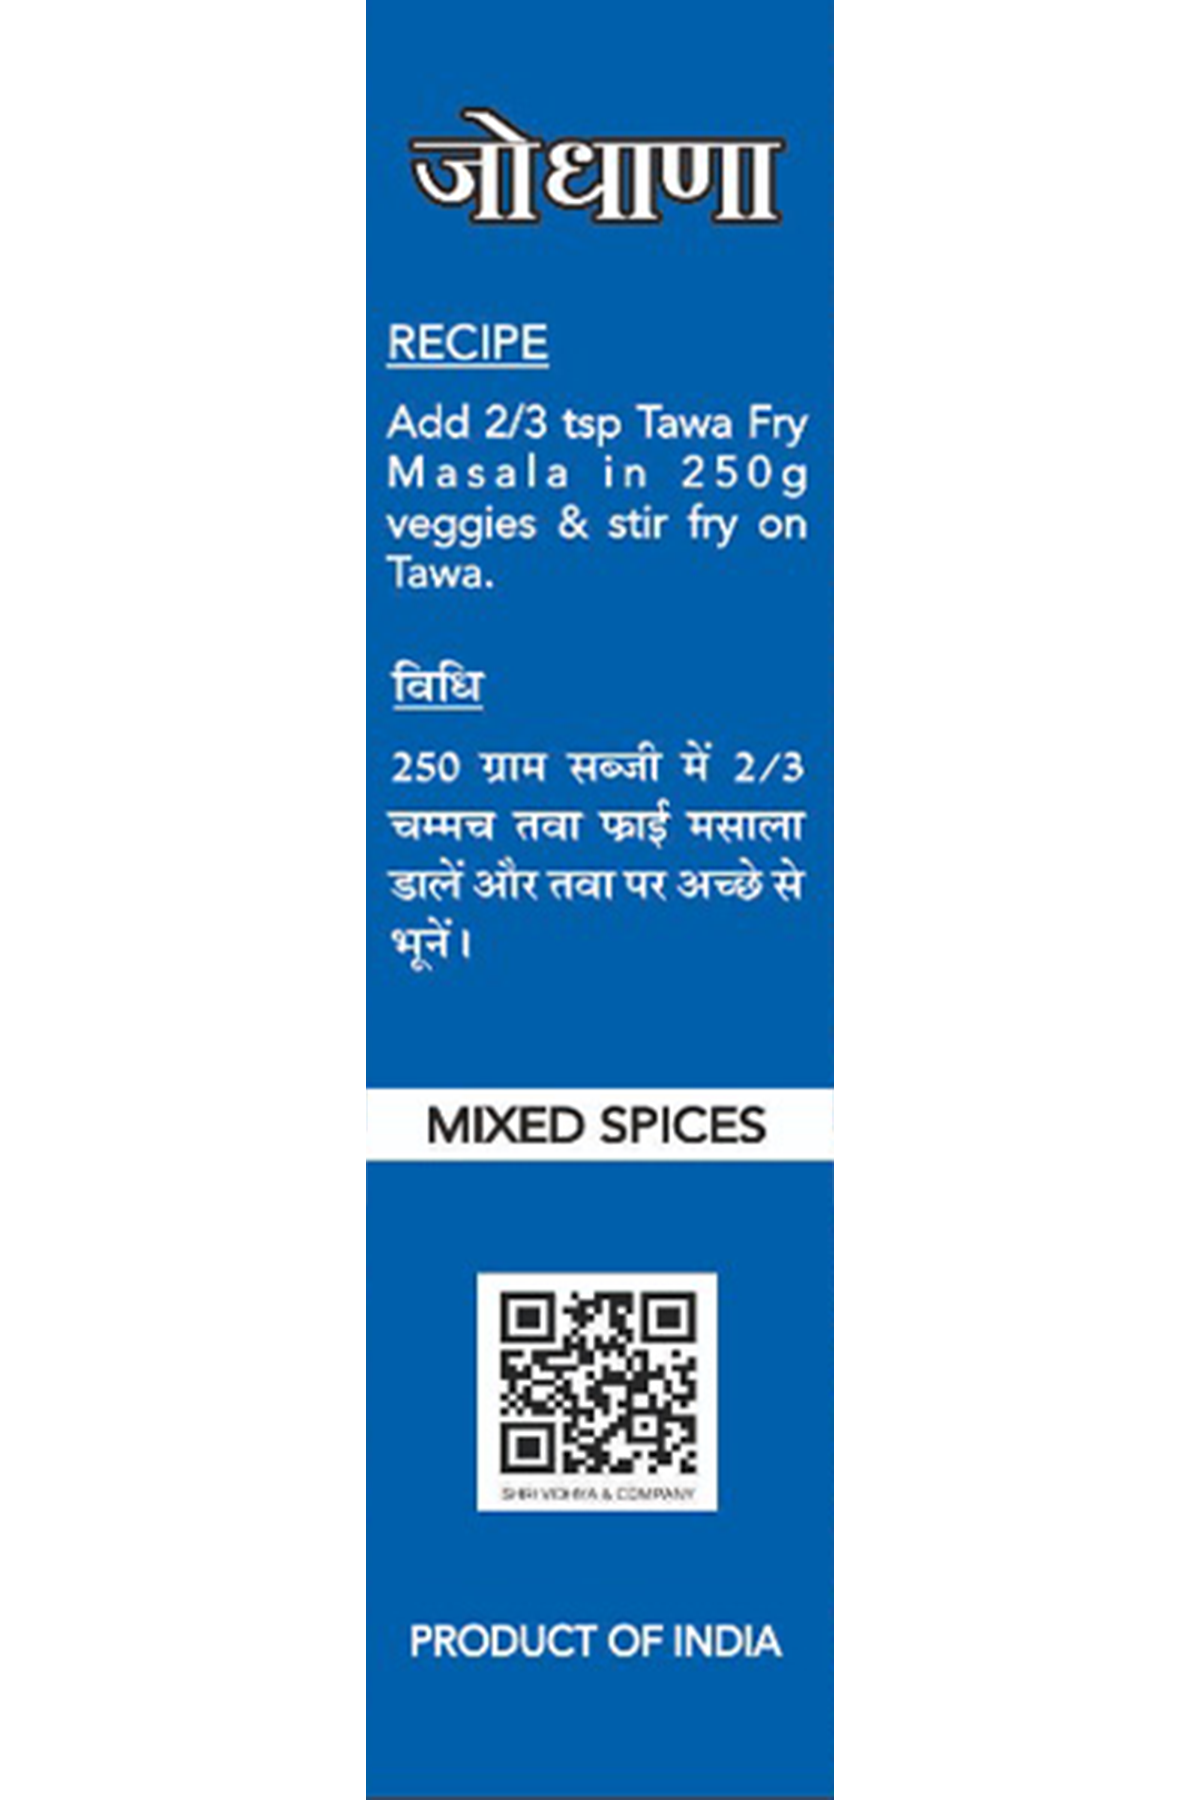 जोधाणा
RECIPE
Add 2/3 tsp Tawa Fry
Masala in 250g
veggies & stir fry on
Tawa.
विधि
250 ग्राम सब्जी में 2/3
चम्मच तवा फ्राई मसाला
डालें और तवा पर अच्छे से
भूनें।
MIXED SPICES
SHRI VIDHYA & COMPANY
PRODUCT OF INDIA